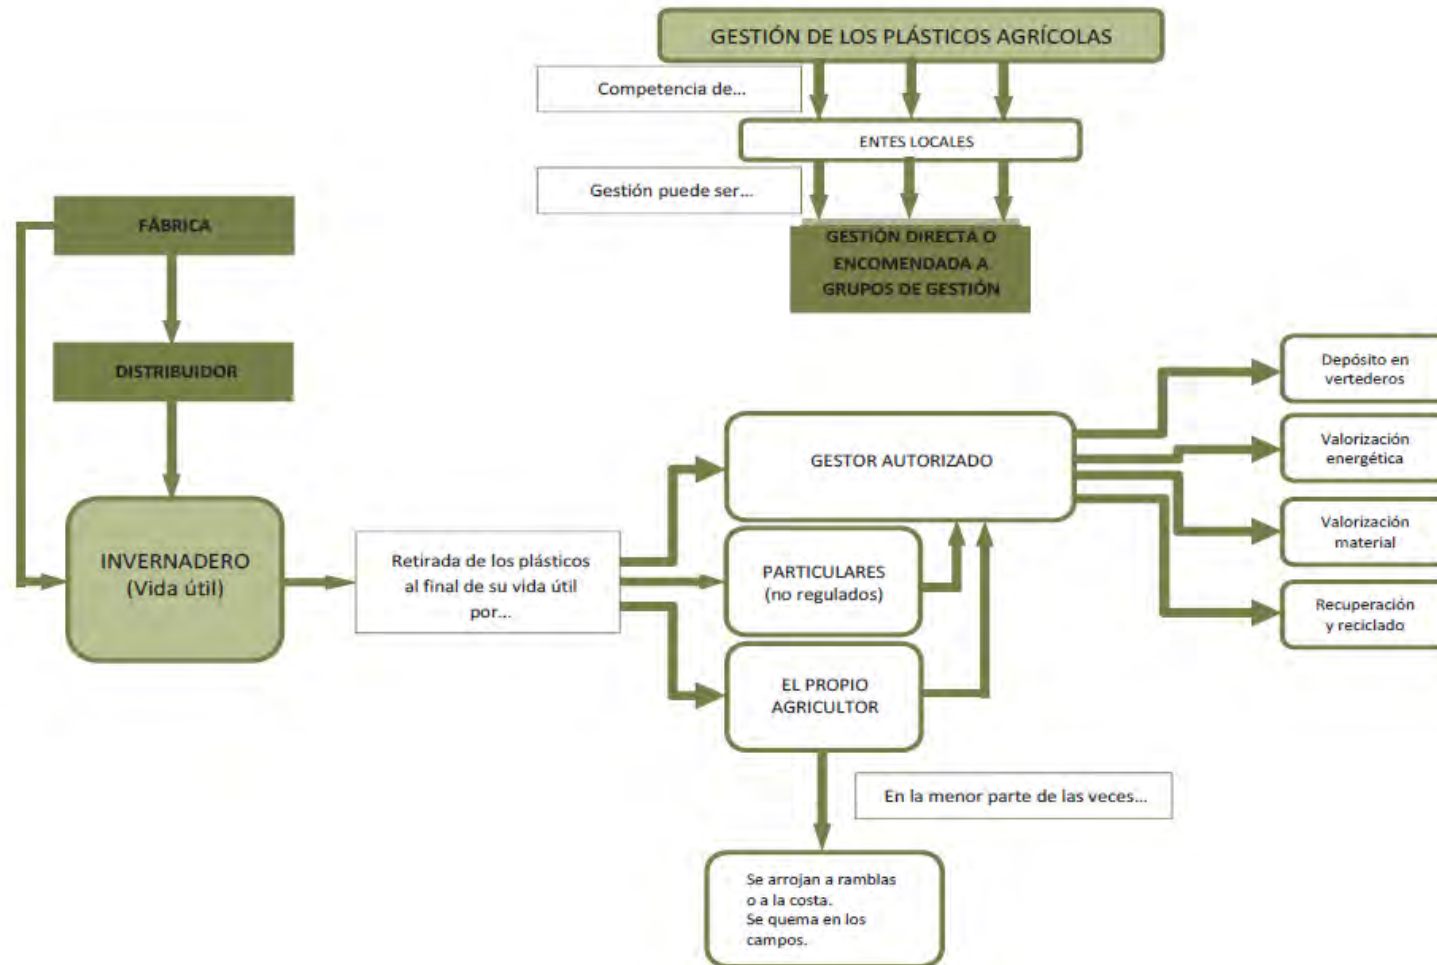 GESTIÓN DE LOS PLÁSTICOS AGRÍCOLAS
Competencia de...
ENTES LOCALES
Gestión puede ser...
GESTIÓN DIRECTA O
ENCOMENDADA A
GRUPOS DE GESTIÓN
FÁBRICA
DISTRIBUIDOR
INVERNADERO
(Vida útil)
Retirada de los plásticos
al final de su vida útil
por...
GESTOR AUTORIZADO
PARTICULARES
(no regulados)
EL PROPIO
AGRICULTOR
Depósito en
vertederos
Valorización
energética
Valorización
material
Recuperación
y reciclado
En la menor parte de las veces...
Se arrojan a ramblas
o a la costa.
Se quema en los
campos.